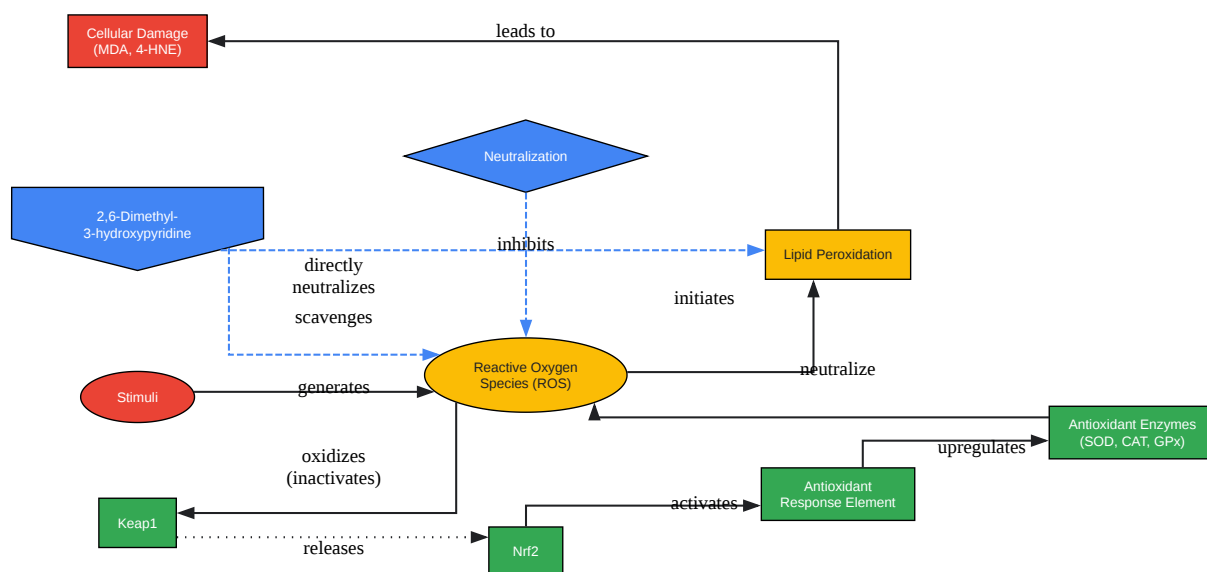 leads to
Cellular Damage
(MDA, 4-HNE)
Neutralization
2,6-Dimethyl-
3-hydroxypyridine
inhibits
Lipid Peroxidation
directly
neutralizes
initiates
scavenges
Reactive Oxygen
Species (ROS)
neutralize
generates
Stimuli
Antioxidant Enzymes
(SOD, CAT, GPx)
upregulates
oxidizes
(inactivates)
Antioxidant
Response Element
activates
Keap1
releases
Nrf2